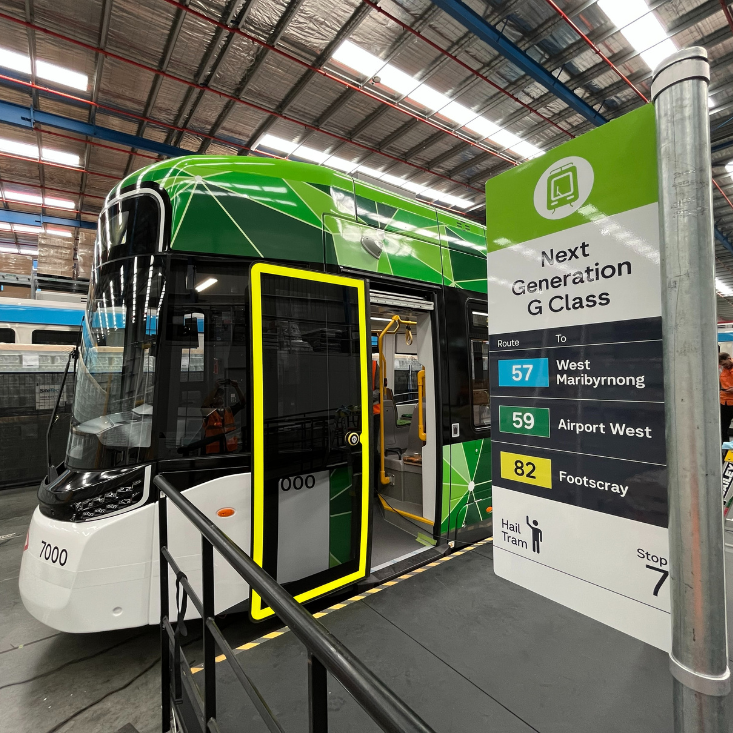 Next
Generation
G Class
Route To
57 West
Maribyrnong
59 Airport West
82 Footscray
Hail
Tram
Stop
7
7000
000